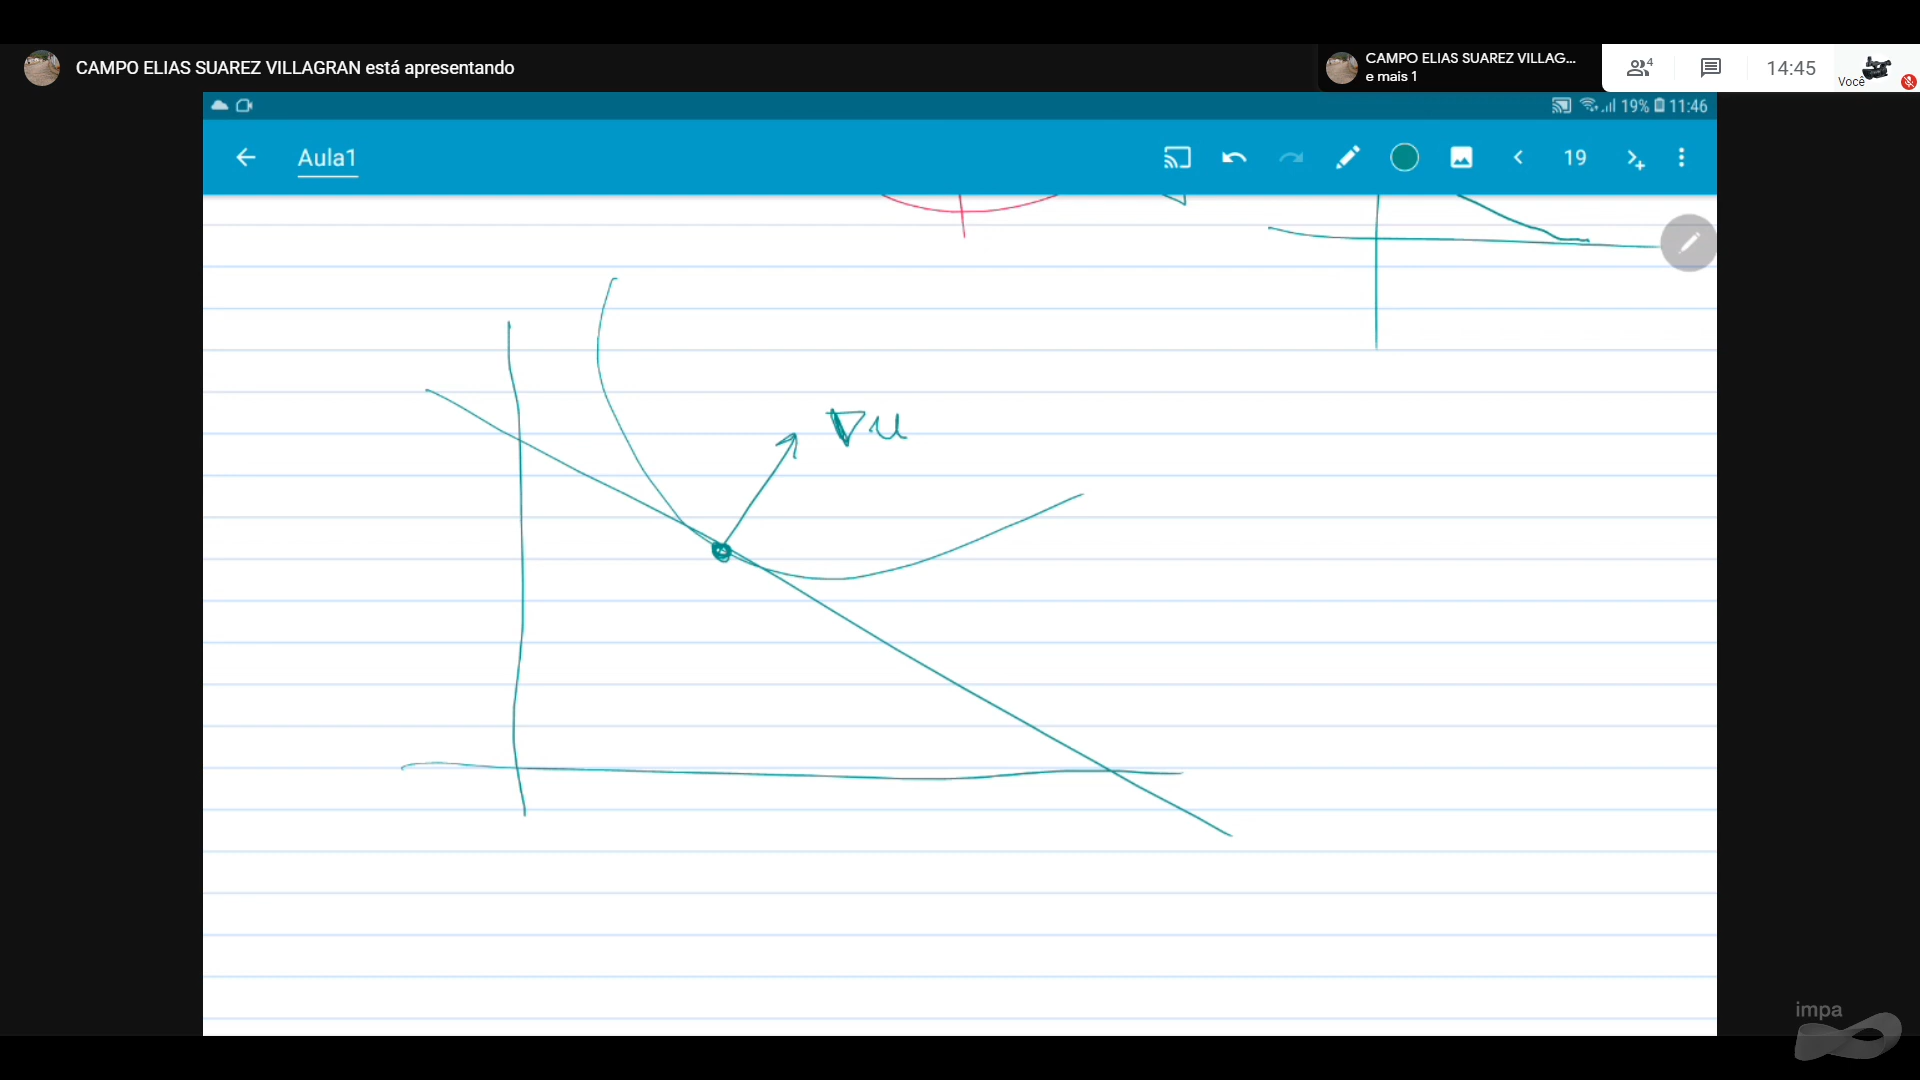 CAMPO ELIAS SUAREZ VILLAGRAN está apresentando
CAMPO ELIAS SUAREZ VILLAG...
e mais 1
4
14:45
Você
19% 11:46
Aula1
19
∇u
impa